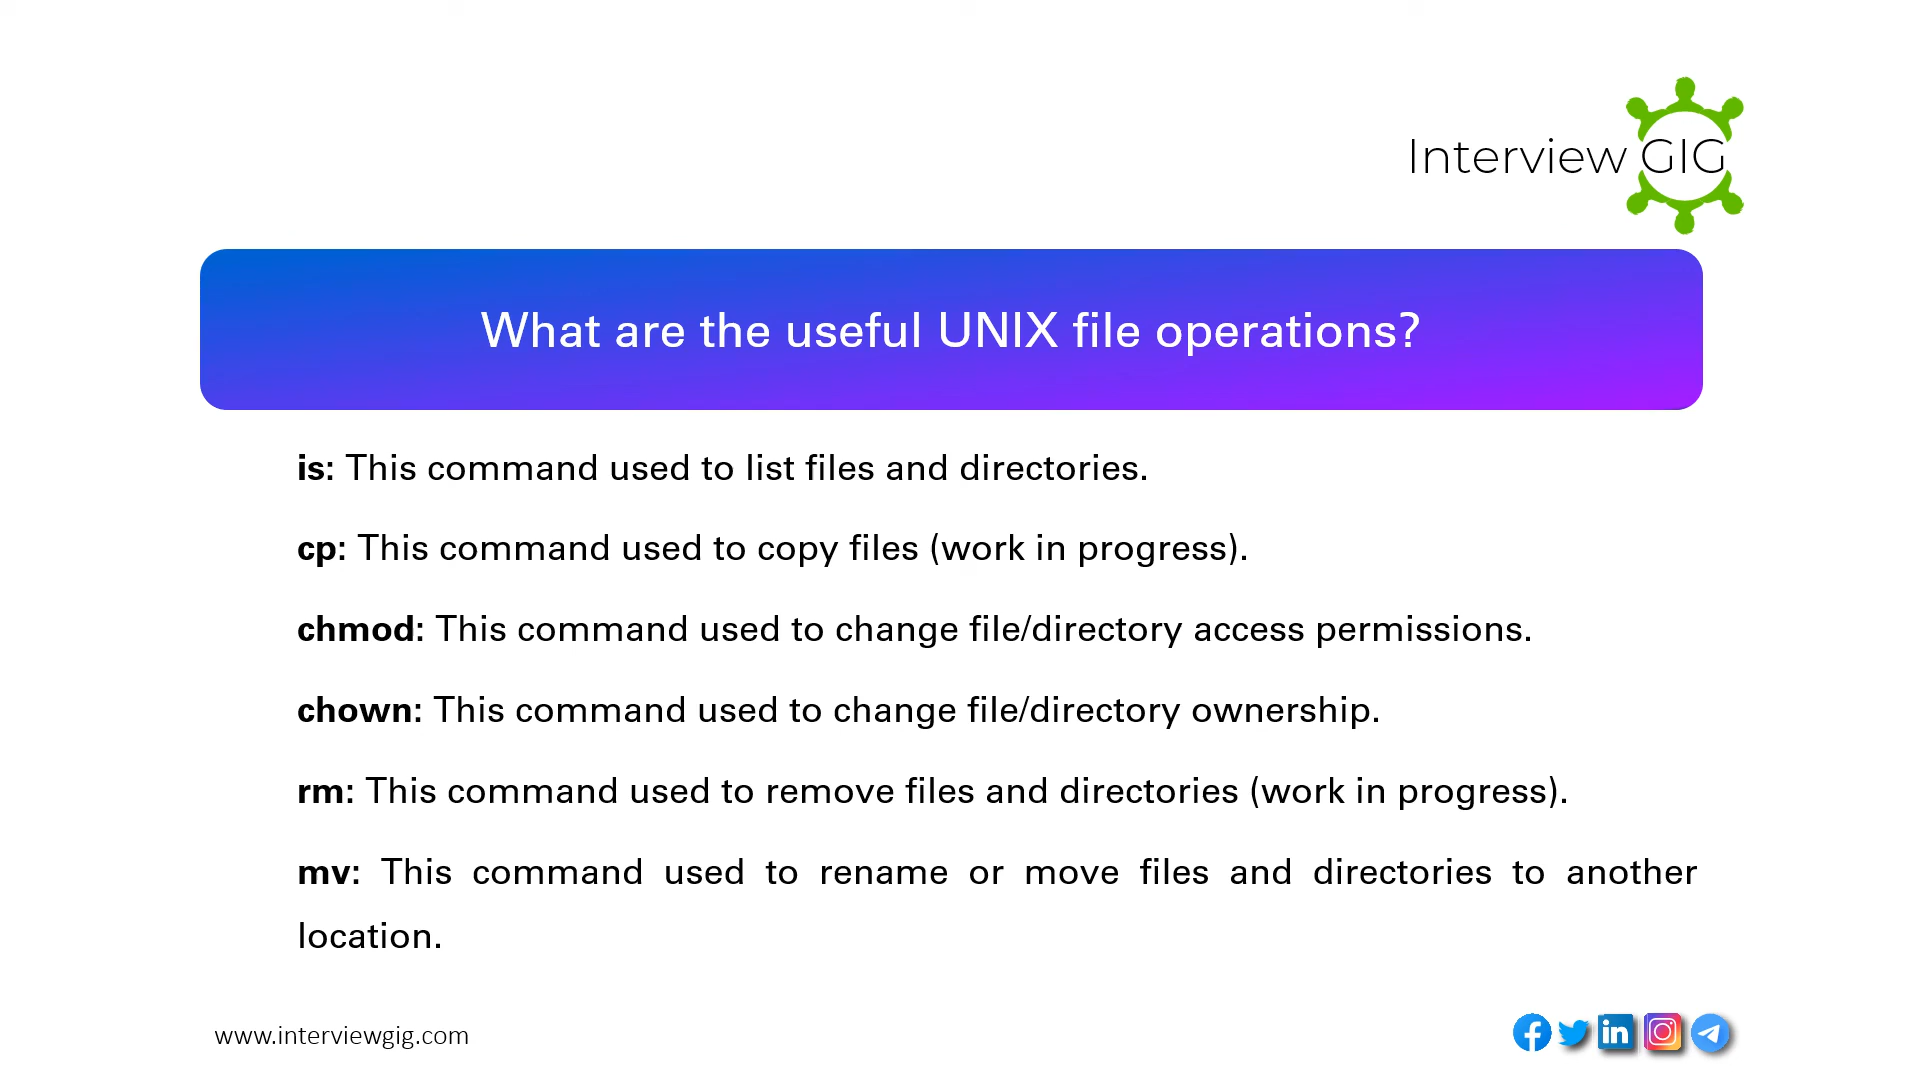 Interview GIG
What are the useful UNIX file operations?
is: This command used to list files and directories.
cp: This command used to copy files (work in progress).
chmod: This command used to change file/directory access permissions.
chown: This command used to change file/directory ownership.
rm: This command used to remove files and directories (work in progress).
mv: This command used to rename or move files and directories to another
location.
www.interviewgig.com
in